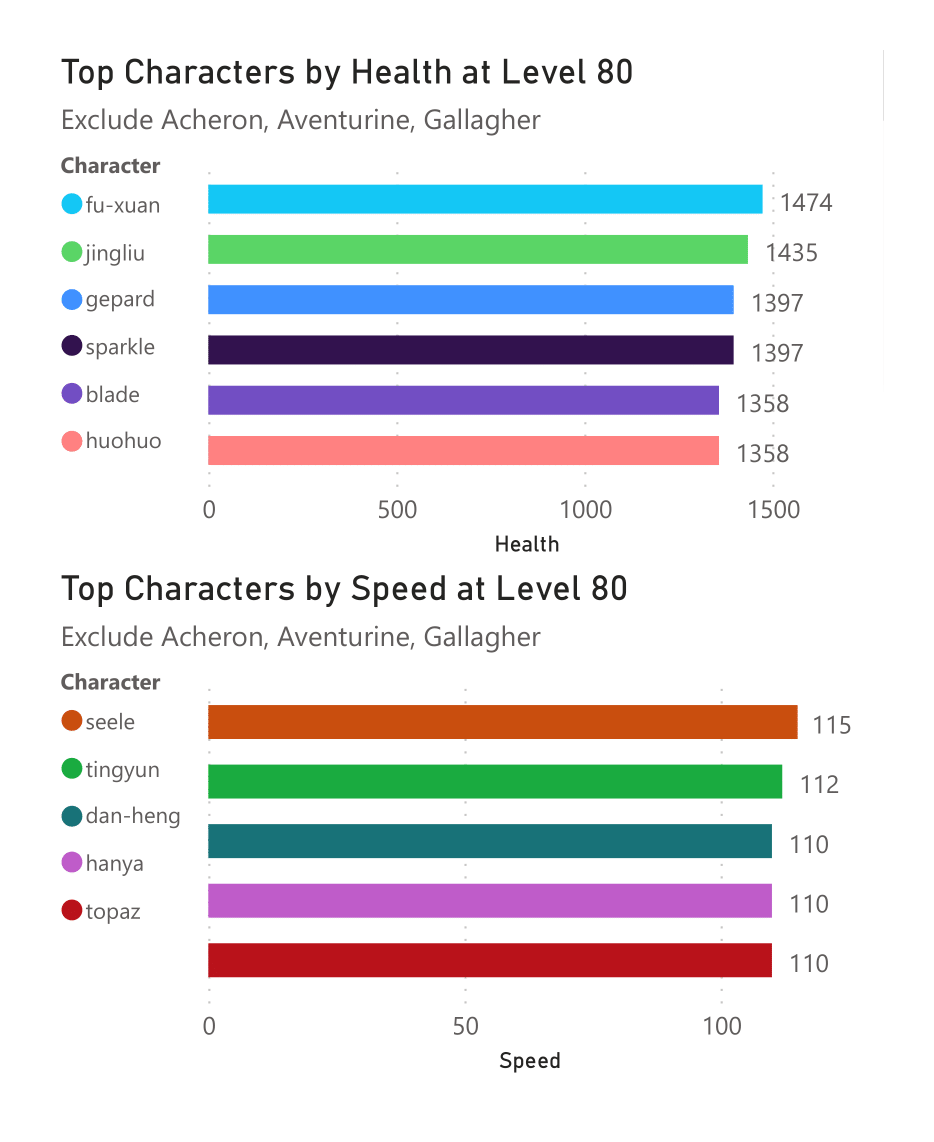 Top Characters by Health at Level 80
Exclude Acheron, Aventurine, Gallagher
Character
fu-xuan 1474
jingliu 1435
gepard 1397
sparkle 1397
blade 1358
huohuo 1358
0 500 1000 1500
Health
Top Characters by Speed at Level 80
Exclude Acheron, Aventurine, Gallagher
Character
seele 115
tingyun 112
dan-heng 110
hanya 110
topaz 110
0 50 100
Speed